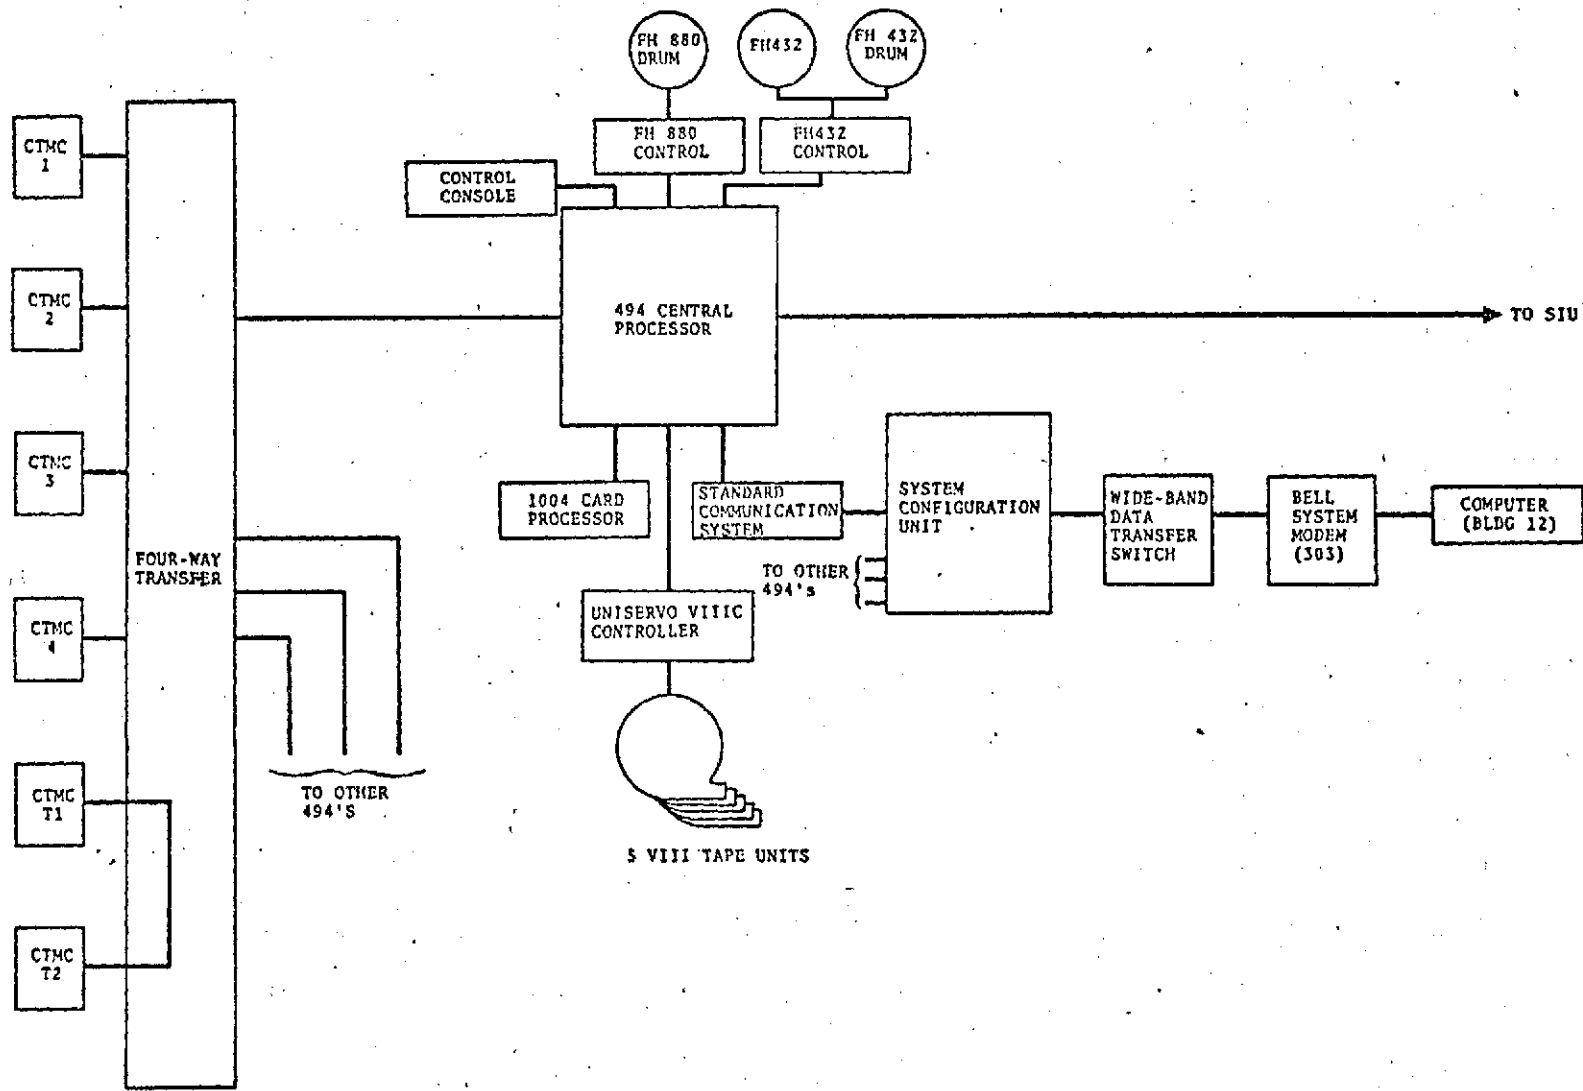 FH 880
DRUM
FH432
FH 432
DRUM
CTMC
1
FH 880
CONTROL
FH432
CONTROL
CONTROL
CONSOLE
CTMC
2
494 CENTRAL
PROCESSOR
TO SIU
CTMC
3
1004 CARD
PROCESSOR
STANDARD
COMMUNICATION
SYSTEM
SYSTEM
CONFIGURATION
UNIT
WIDE-BAND
DATA
TRANSFER
SWITCH
BELL
SYSTEM
MODEM
(303)
COMPUTER
(BLDG 12)
FOUR-WAY
TRANSFER
TO OTHER
494's
CTMC
4
UNISERVO VIIIC
CONTROLLER
CTMC
T1
TO OTHER
494'S
5 VIII TAPE UNITS
CTMC
T2